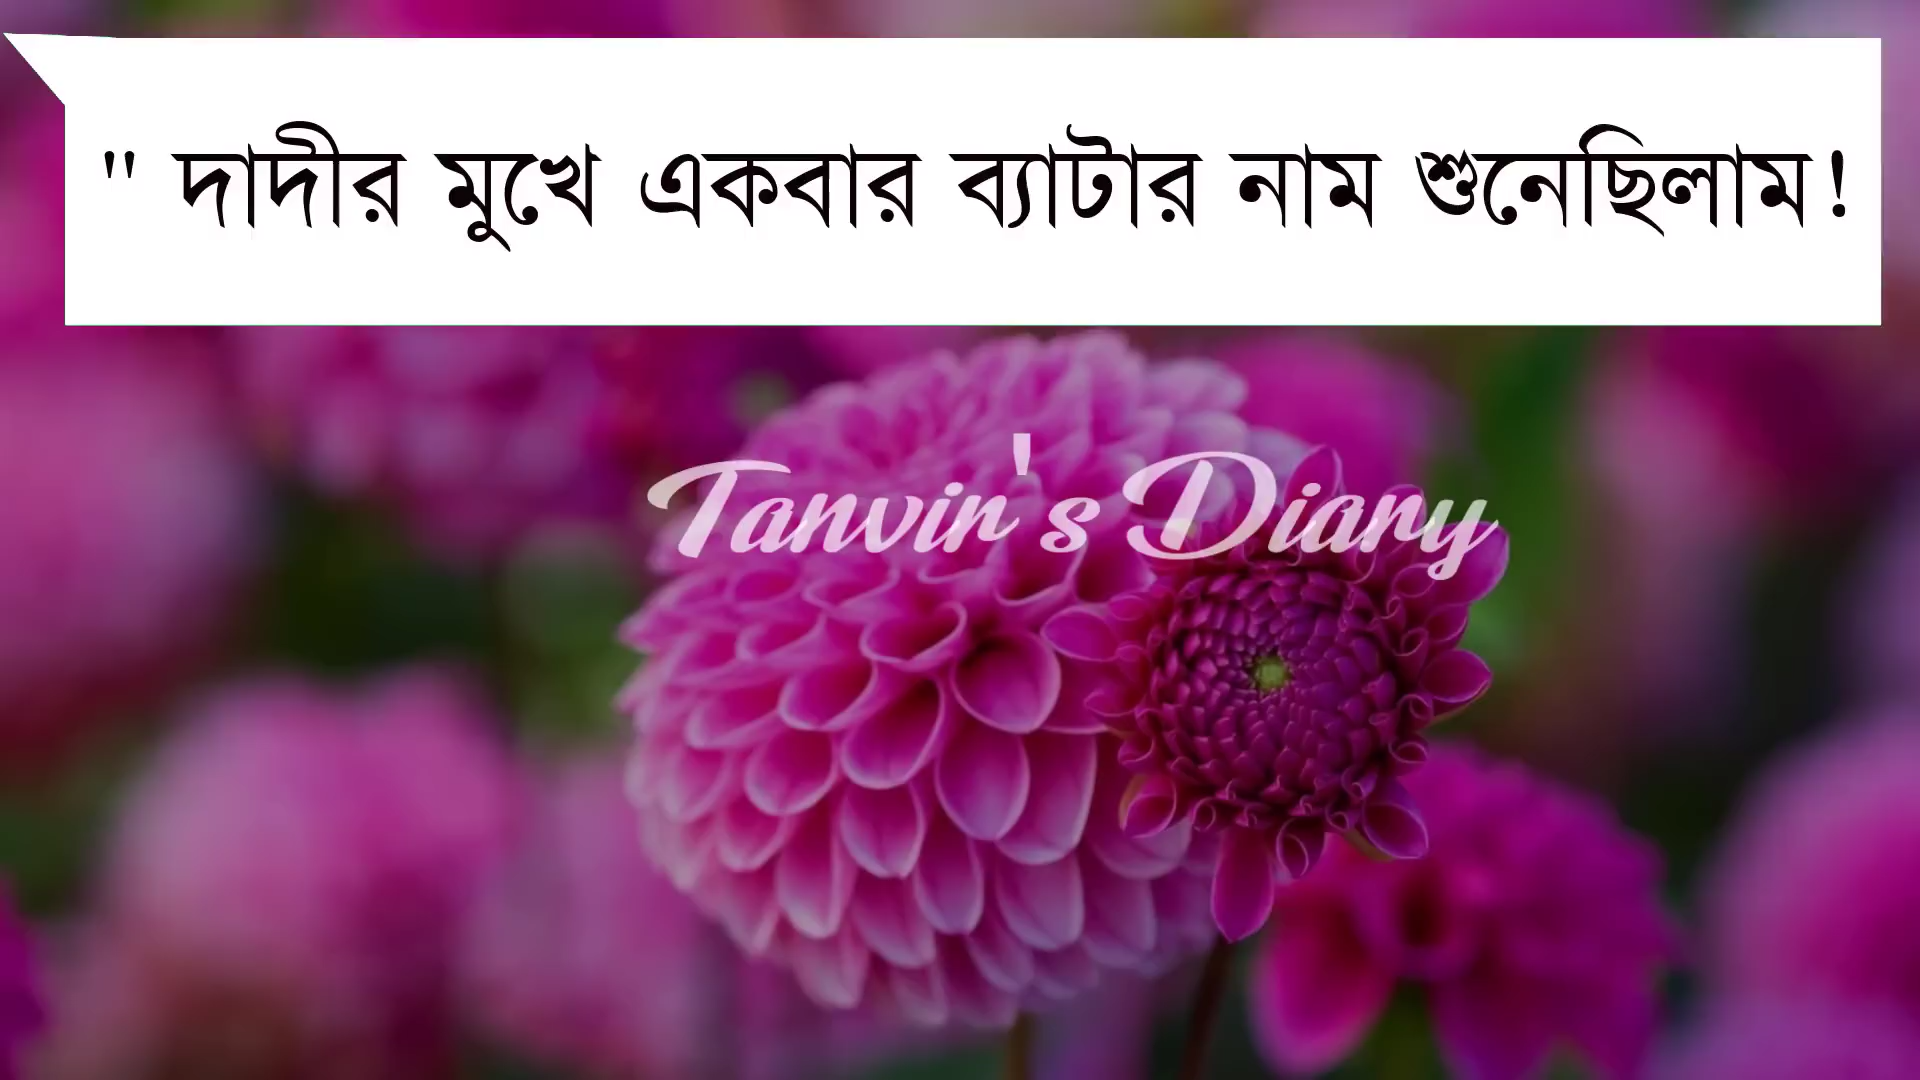 " দাদীর মুখে একবার ব্যাটার নাম শুনেছিলাম!
Tanvir's Diary